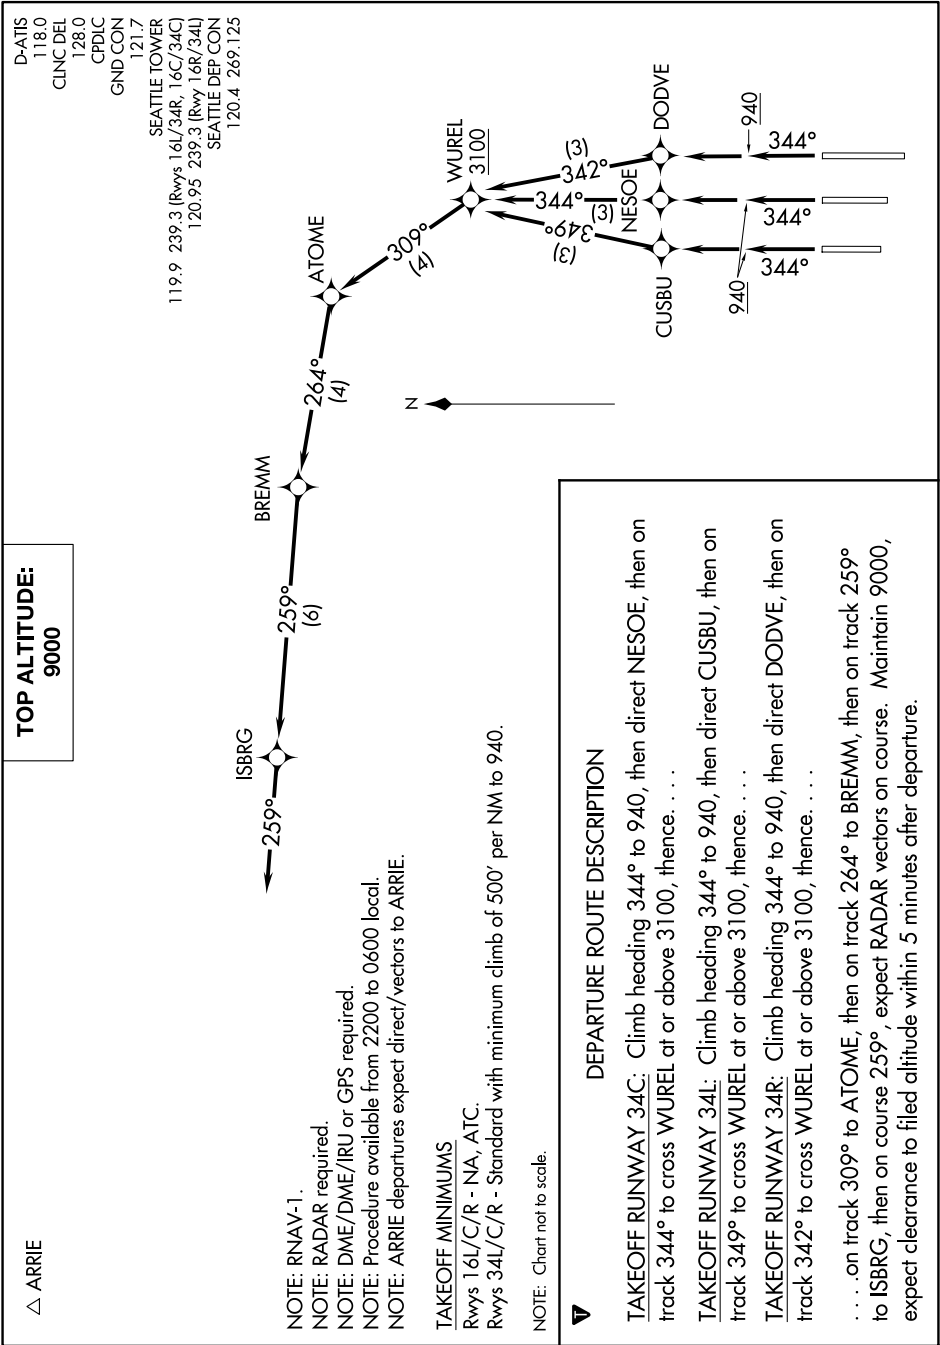 TOP ALTITUDE:
9000
D-ATIS
118.0
CLNC DEL
128.0
CPDLC
GND CON
121.7
SEATTLE TOWER
119.9 239.3 (Rwys 16L/34R, 16C/34C)
120.95 239.3 (Rwy 16R/34L)
SEATTLE DEP CON
120.4 269.125
△ ARRIE
259°
ISBRG
259°
(6)
BREMM
264°
(4)
ATOME
309°
(4)
WUREL
3100
349°
(3)
344°
(3)
342°
(3)
CUSBU
NESOE
DODVE
940
940
344°
344°
344°
N
NOTE: RNAV-1.
NOTE: RADAR required.
NOTE: DME/DME/IRU or GPS required.
NOTE: Procedure available from 2200 to 0600 local.
NOTE: ARRIE departures expect direct/vectors to ARRIE.
TAKEOFF MINIMUMS
Rwys 16L/C/R - NA, ATC.
Rwys 34L/C/R - Standard with minimum climb of 500' per NM to 940.
NOTE: Chart not to scale.
T
DEPARTURE ROUTE DESCRIPTION
TAKEOFF RUNWAY 34C: Climb heading 344° to 940, then direct NESOE, then on
track 344° to cross WUREL at or above 3100, thence. . . .
TAKEOFF RUNWAY 34L: Climb heading 344° to 940, then direct CUSBU, then on
track 349° to cross WUREL at or above 3100, thence. . . .
TAKEOFF RUNWAY 34R: Climb heading 344° to 940, then direct DODVE, then on
track 342° to cross WUREL at or above 3100, thence. . . .
. . . .on track 309° to ATOME, then on track 264° to BREMM, then on track 259°
to ISBRG, then on course 259°, expect RADAR vectors on course. Maintain 9000,
expect clearance to filed altitude within 5 minutes after departure.